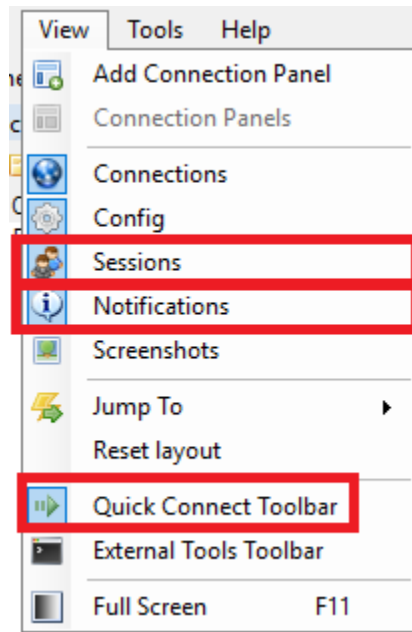 View Tools Help
Add Connection Panel
Connection Panels
Connections
Config
Sessions
Notifications
Screenshots
Jump To
Reset layout
Quick Connect Toolbar
External Tools Toolbar
Full Screen F11